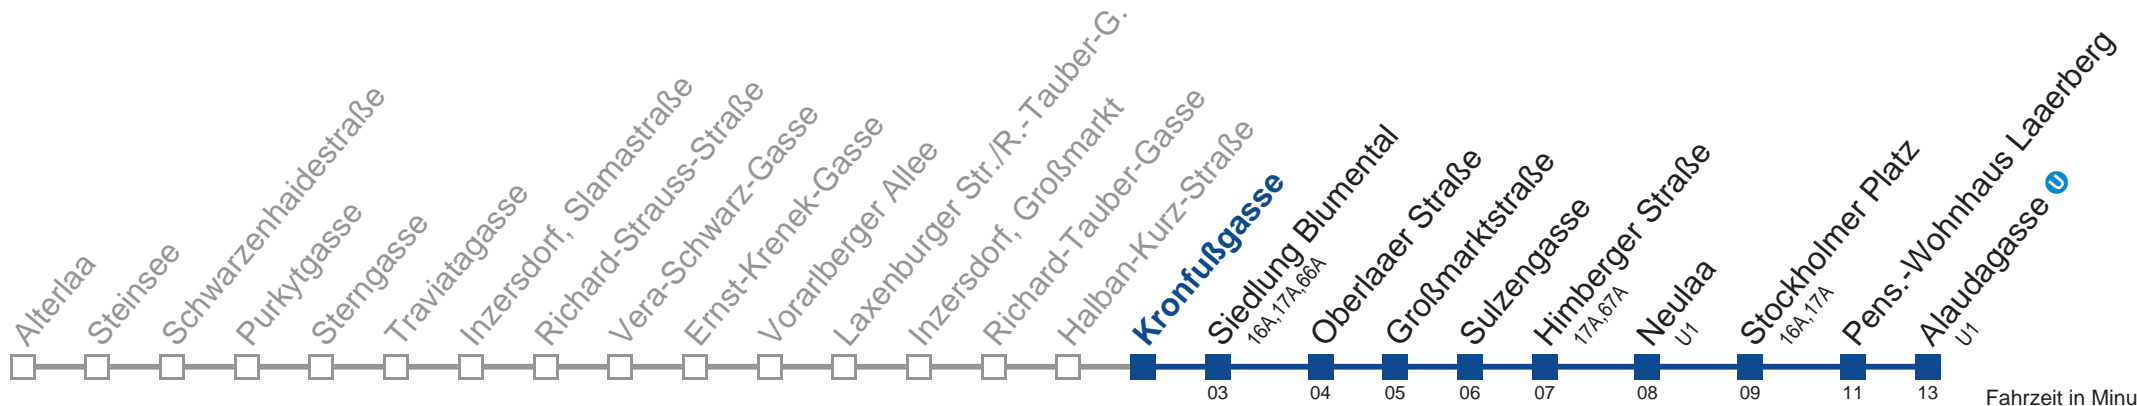 Alterlaa
Steinsee
Schwarzenhaidestraße
Purkytgasse
Sterngasse
Traviatagasse
Inzersdorf, Slamastraße
Richard-Strauss-Straße
Vera-Schwarz-Gasse
Ernst-Krenek-Gasse
Vorarlberger Allee
Laxenburger Str./R.-Tauber-G.
Inzersdorf, Großmarkt
Richard-Tauber-Gasse
Halban-Kurz-Straße
Kronfußgasse
Siedlung Blumental
16A,17A,66A
Oberlaaer Straße
Großmarktstraße
Sulzengasse
Himberger Straße
17A,67A
Neulaa
U1
Stockholmer Platz
16A,17A
Pens.-Wohnhaus Laaerberg
Alaudagasse U
U1
03 04 05 06 07 08 09 11 13
Fahrzeit in Minu